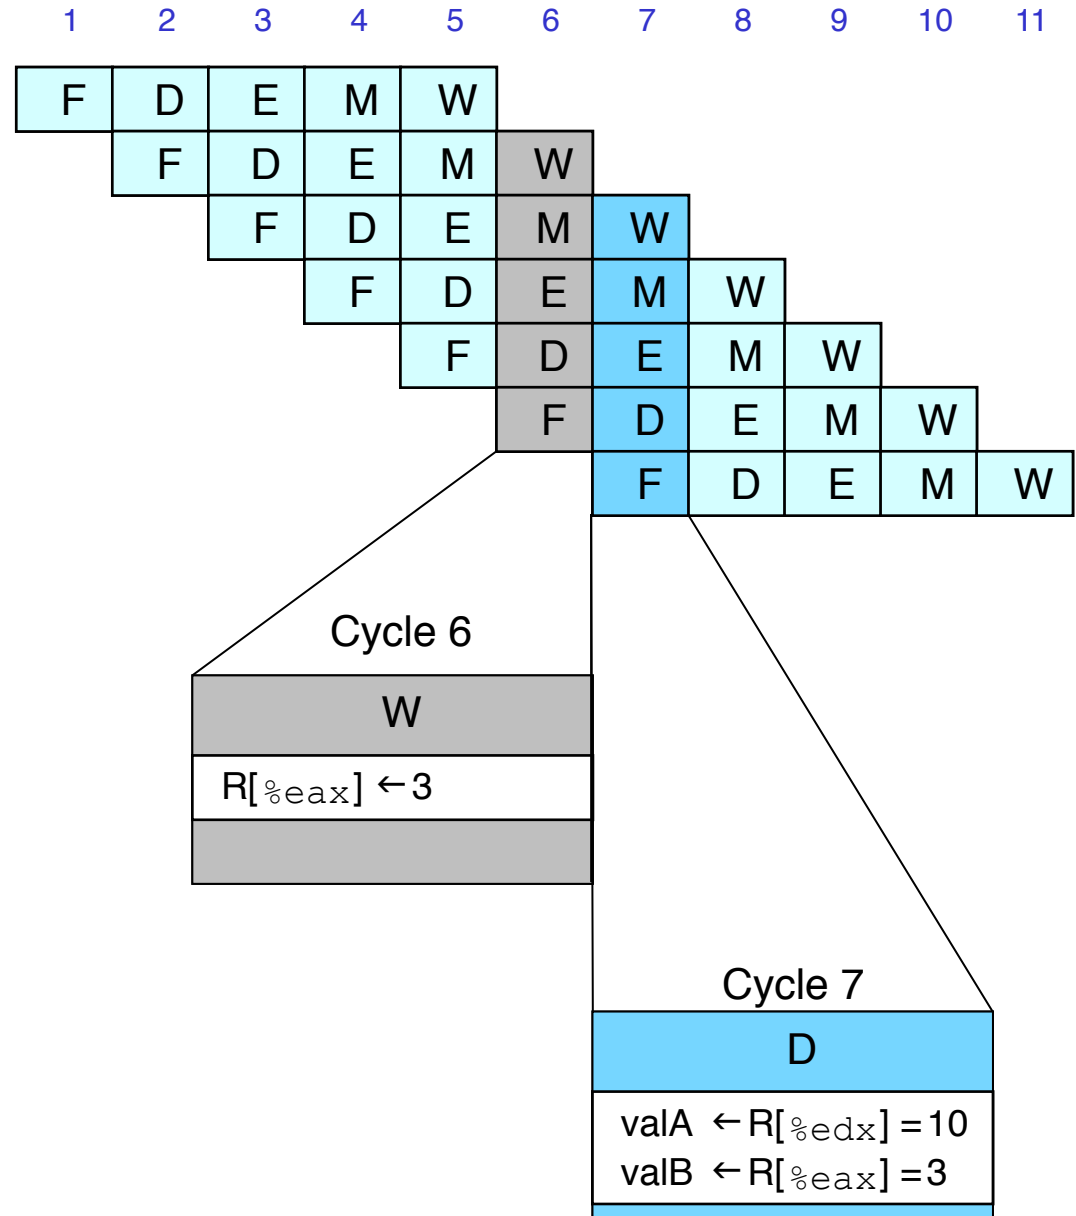 1 2 3 4 5 6 7 8 9 10 11
F D E M W
F D E M W
F D E M W
F D E M W
F D E M W
F D E M W
F D E M W
Cycle 6
W
R[%eax] ←3
Cycle 7
D
valA ←R[%edx] =10
valB ←R[%eax] =3